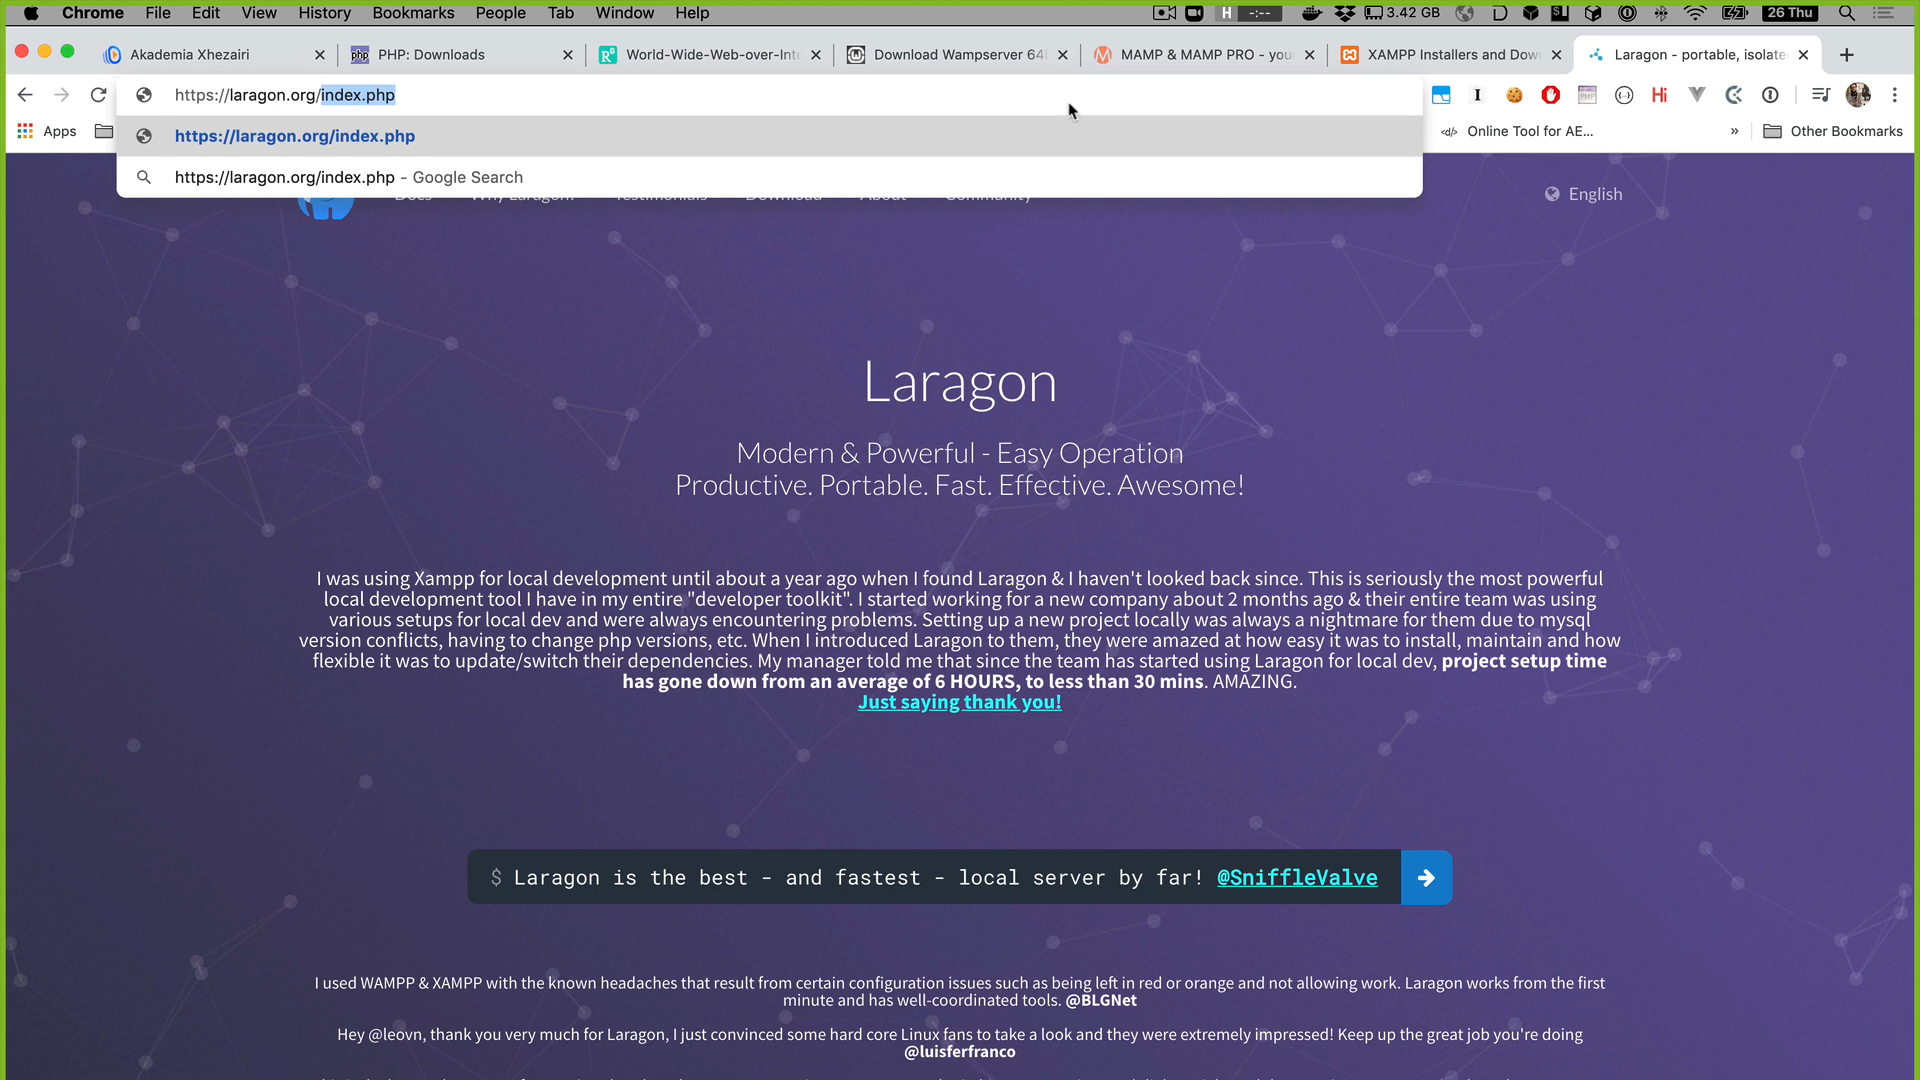 Chrome File Edit View History Bookmarks People Tab Window Help
H -:-- 3.42 GB 26 Thu
Akademia Xhezairi
PHP: Downloads
World-Wide-Web-over-Inte
Download Wampserver 64
MAMP & MAMP PRO - your
XAMPP Installers and Down
Laragon - portable, isolate
https://laragon.org/index.php
Hi
Apps
https://laragon.org/index.php
</> Online Tool for AE...
»
Other Bookmarks
https://laragon.org/index.php - Google Search
Docs Why Laragon? Testimonials Download About Community
English
Laragon
Modern & Powerful - Easy Operation
Productive. Portable. Fast. Effective. Awesome!
I was using Xampp for local development until about a year ago when I found Laragon & I haven't looked back since. This is seriously the most powerful
local development tool I have in my entire "developer toolkit". I started working for a new company about 2 months ago & their entire team was using
various setups for local dev and were always encountering problems. Setting up a new project locally was always a nightmare for them due to mysql
version conflicts, having to change php versions, etc. When I introduced Laragon to them, they were amazed at how easy it was to install, maintain and how
flexible it was to update/switch their dependencies. My manager told me that since the team has started using Laragon for local dev, project setup time
has gone down from an average of 6 HOURS, to less than 30 mins. AMAZING.
Just saying thank you!
$ Laragon is the best - and fastest - local server by far! @SniffleValve
I used WAMPP & XAMPP with the known headaches that result from certain configuration issues such as being left in red or orange and not allowing work. Laragon works from the first
minute and has well-coordinated tools. @BLGNet
Hey @leovn, thank you very much for Laragon, I just convinced some hard core Linux fans to take a look and they were extremely impressed! Keep up the great job you're doing
@luisferfranco